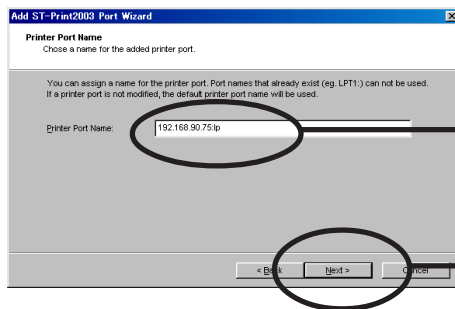 Add ST-Print2003 Port Wizard
Printer Port Name
Chose a name for the added printer port.
You can assign a name for the printer port. Port names that already exist (eg. LPT1:) can not be used.
If a printer port is not modified, the default printer port name will be used.
Printer Port Name:
192.168.90.75:lp
< Back Next > Cancel